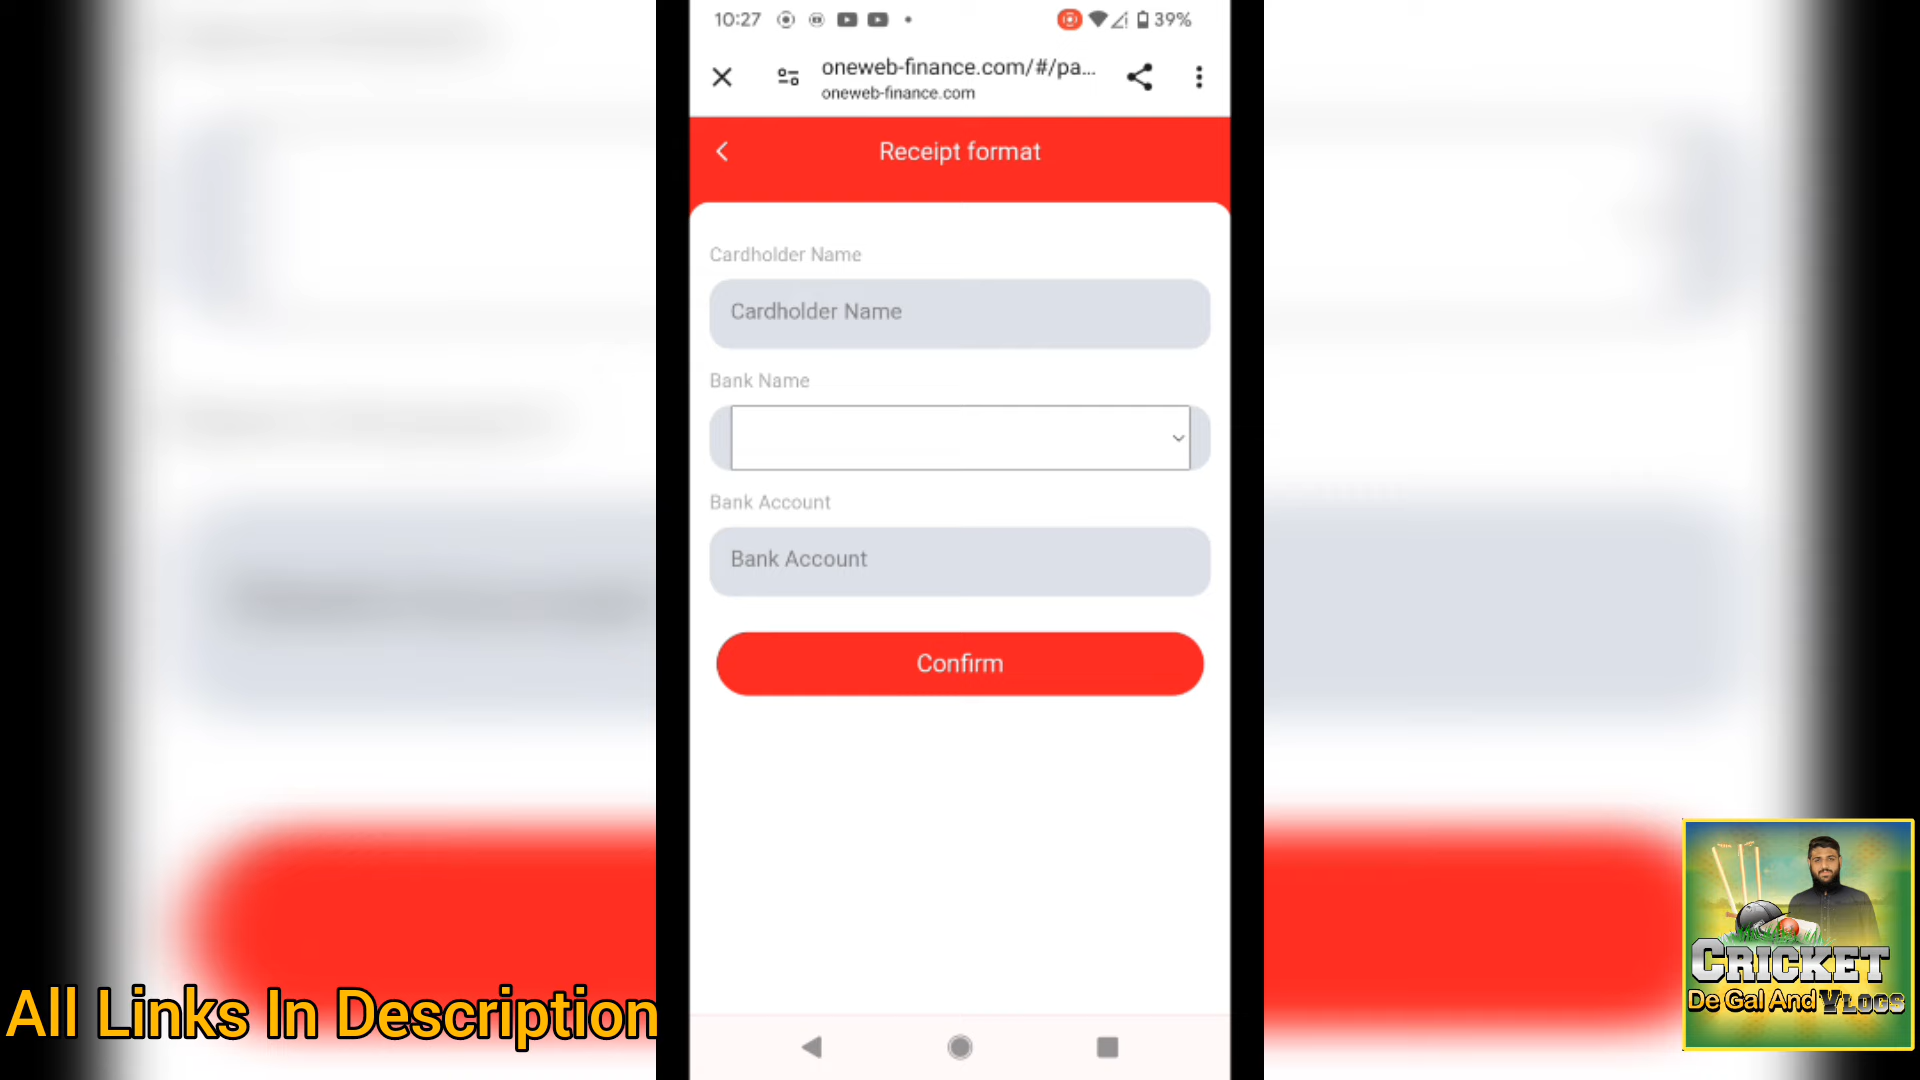 10:27
39%
oneweb-finance.com/#/pa...
oneweb-finance.com
Receipt format
Cardholder Name
Cardholder Name
Bank Name
Bank Account
Bank Account
Confirm
All Links In Description
CRICKET
De Gal And VLOGS